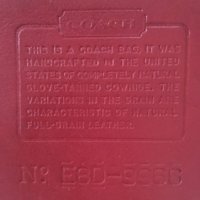 COACH
THIS IS A COACH BAG. IT WAS
HANDCRAFTED IN THE UNITED
STATES OF COMPLETELY NATURAL
GLOVE-TANNED COWHIDE. THE
VARIATIONS IN THE GRAIN ARE
CHARACTERISTIC OF NATURAL
FULL-GRAIN LEATHER.
Nº